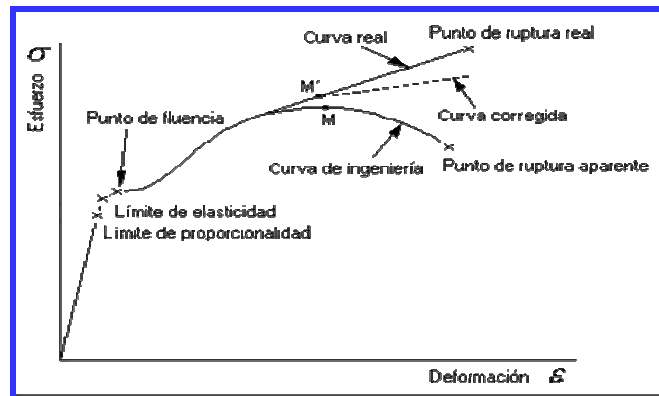 Curva real
Punto de ruptura real
Esfuerzo σ
M'
Punto de fluencia
M
Curva corregida
Curva de ingeniería
Punto de ruptura aparente
Límite de elasticidad
Límite de proporcionalidad
Deformación ε